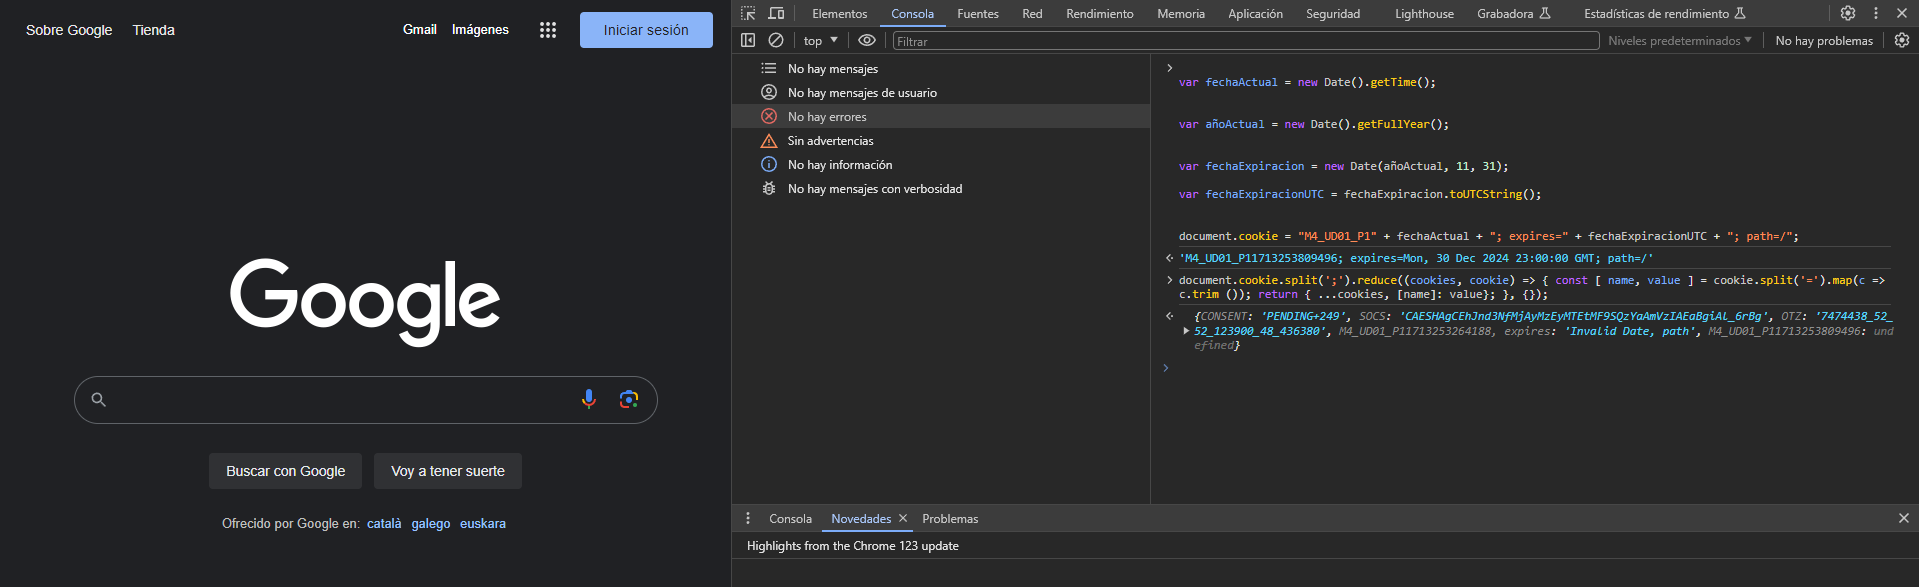 Sobre Google Tienda Gmail Imágenes Iniciar sesión
Google
Buscar con Google Voy a tener suerte
Ofrecido por Google en: català galego euskara
Elementos Consola Fuentes Red Rendimiento Memoria Aplicación Seguridad Lighthouse Grabadora Estadísticas de rendimiento
top Filtrar Niveles predeterminados No hay problemas
No hay mensajes
No hay mensajes de usuario
No hay errores
Sin advertencias
No hay información
No hay mensajes con verbosidad
var fechaActual = new Date().getTime();
var añoActual = new Date().getFullYear();
var fechaExpiracion = new Date(añoActual, 11, 31);
var fechaExpiracionUTC = fechaExpiracion.toUTCString();
document.cookie = "M4_UD01_P1" + fechaActual + "; expires=" + fechaExpiracionUTC + "; path=/";
'M4_UD01_P11713253809496; expires=Mon, 30 Dec 2024 23:00:00 GMT; path=/'
document.cookie.split(';').reduce((cookies, cookie) => { const [ name, value ] = cookie.split('=').map(c =>
c.trim ()); return { ...cookies, [name]: value}; }, {});
{CONSENT: 'PENDING+249', SOCS: 'CAESHAgCEhJnd3NfMjAyMzEyMTEtMF9SQzYaAmVzIAEaBgiAL_6rBg', OTZ: '7474438_52_
52_123900_48_436380', M4_UD01_P11713253264188, expires: 'Invalid Date, path', M4_UD01_P11713253809496: und
efined}
Consola Novedades Problemas
Highlights from the Chrome 123 update